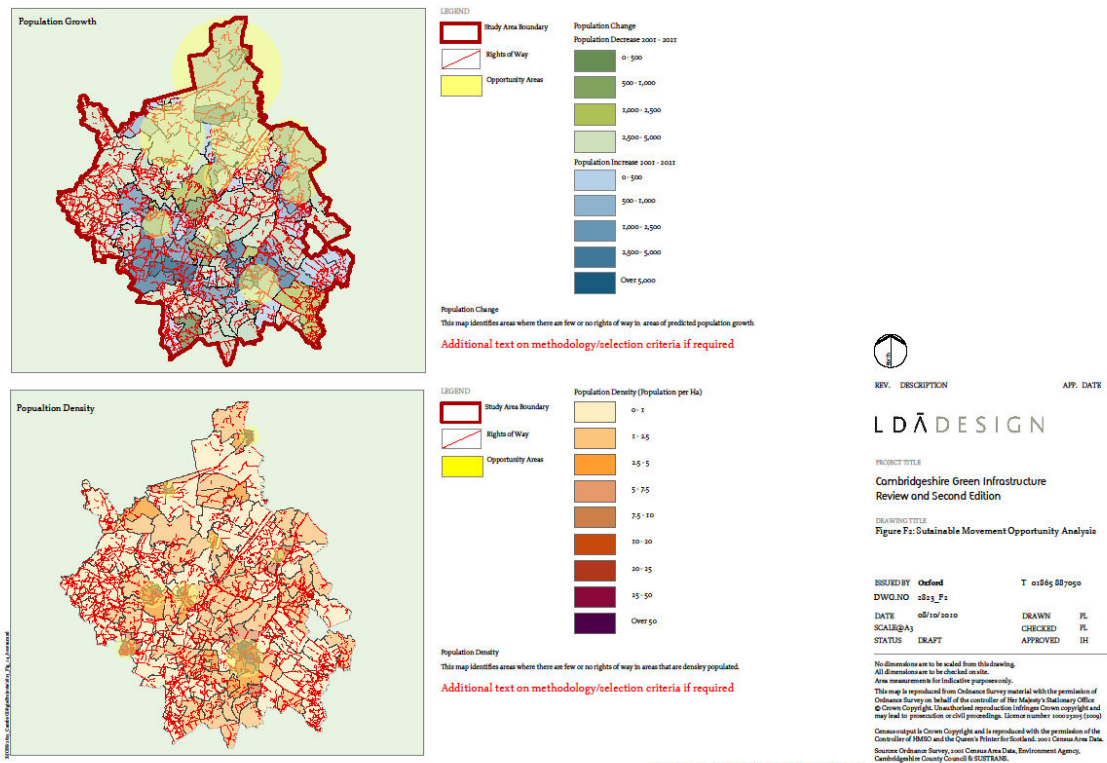 Population Growth
LEGEND
Study Area Boundary
Rights of Way
Opportunity Areas
Population Change
Population Decrease 2001 - 2021
0 - 500
500 - 1,000
1,000 - 2,500
2,500 - 5,000
Population Increase 2001 - 2021
0 - 500
500 - 1,000
1,000 - 2,500
2,500 - 5,000
Over 5,000
Population Change
This map identifies areas where there are few or no rights of way in areas of predicted population growth
Additional text on methodology/selection criteria if required
Popualtion Density
LEGEND
Study Area Boundary
Rights of Way
Opportunity Areas
Population Density (Population per Ha)
0 - 1
1 - 2.5
2.5 - 5
5 - 7.5
7.5 - 10
10 - 20
20 - 25
25 - 50
Over 50
Population Density
This map identifies areas where there are few or no rights of way in areas that are densley populated.
Additional text on methodology/selection criteria if required
North
REV. DESCRIPTION APP. DATE
LDĀDESIGN
PROJECT TITLE
Cambridgeshire Green Infrastructure
Review and Second Edition
DRAWING TITLE
Figure F2: Sutainable Movement Opportunity Analysis
ISSUED BY Oxford T 01865 887050
DWG.NO 2823_F2
DATE 08/10/2010 DRAWN FL
SCALE@A3 CHECKED FL
STATUS DRAFT APPROVED IH
No dimensions are to be scaled from this drawing.
All dimensions are to be checked on site.
Area measurements for indicative purposes only.
This map is reproduced from Ordnance Survey material with the permission of
Ordnance Survey on behalf of the controller of Her Majesty's Stationary Office
© Crown Copyright. Unauthorised reproduction infringes Crown copyright and
may lead to prosecution or civil proceedings. Licence number 100023205 (2009)
Census output is Crown Copyright and is reproduced with the permission of the
Controller of HMSO and the Queen's Printer for Scotland. 2001 Census Area Data.
Sources: Ordnance Survey, 2001 Census Area Data, Environment Agency,
Cambridgeshire County Council & SUSTRANS.